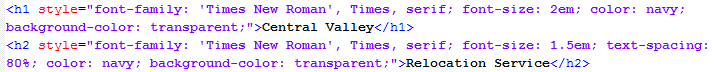 <h1 style="font-family: 'Times New Roman', Times, serif; font-size: 2em; color: navy;
background-color: transparent;">Central Valley</h1>
<h2 style="font-family: 'Times New Roman', Times, serif; font-size: 1.5em; text-spacing:
80%; color: navy; background-color: transparent;">Relocation Service</h2>